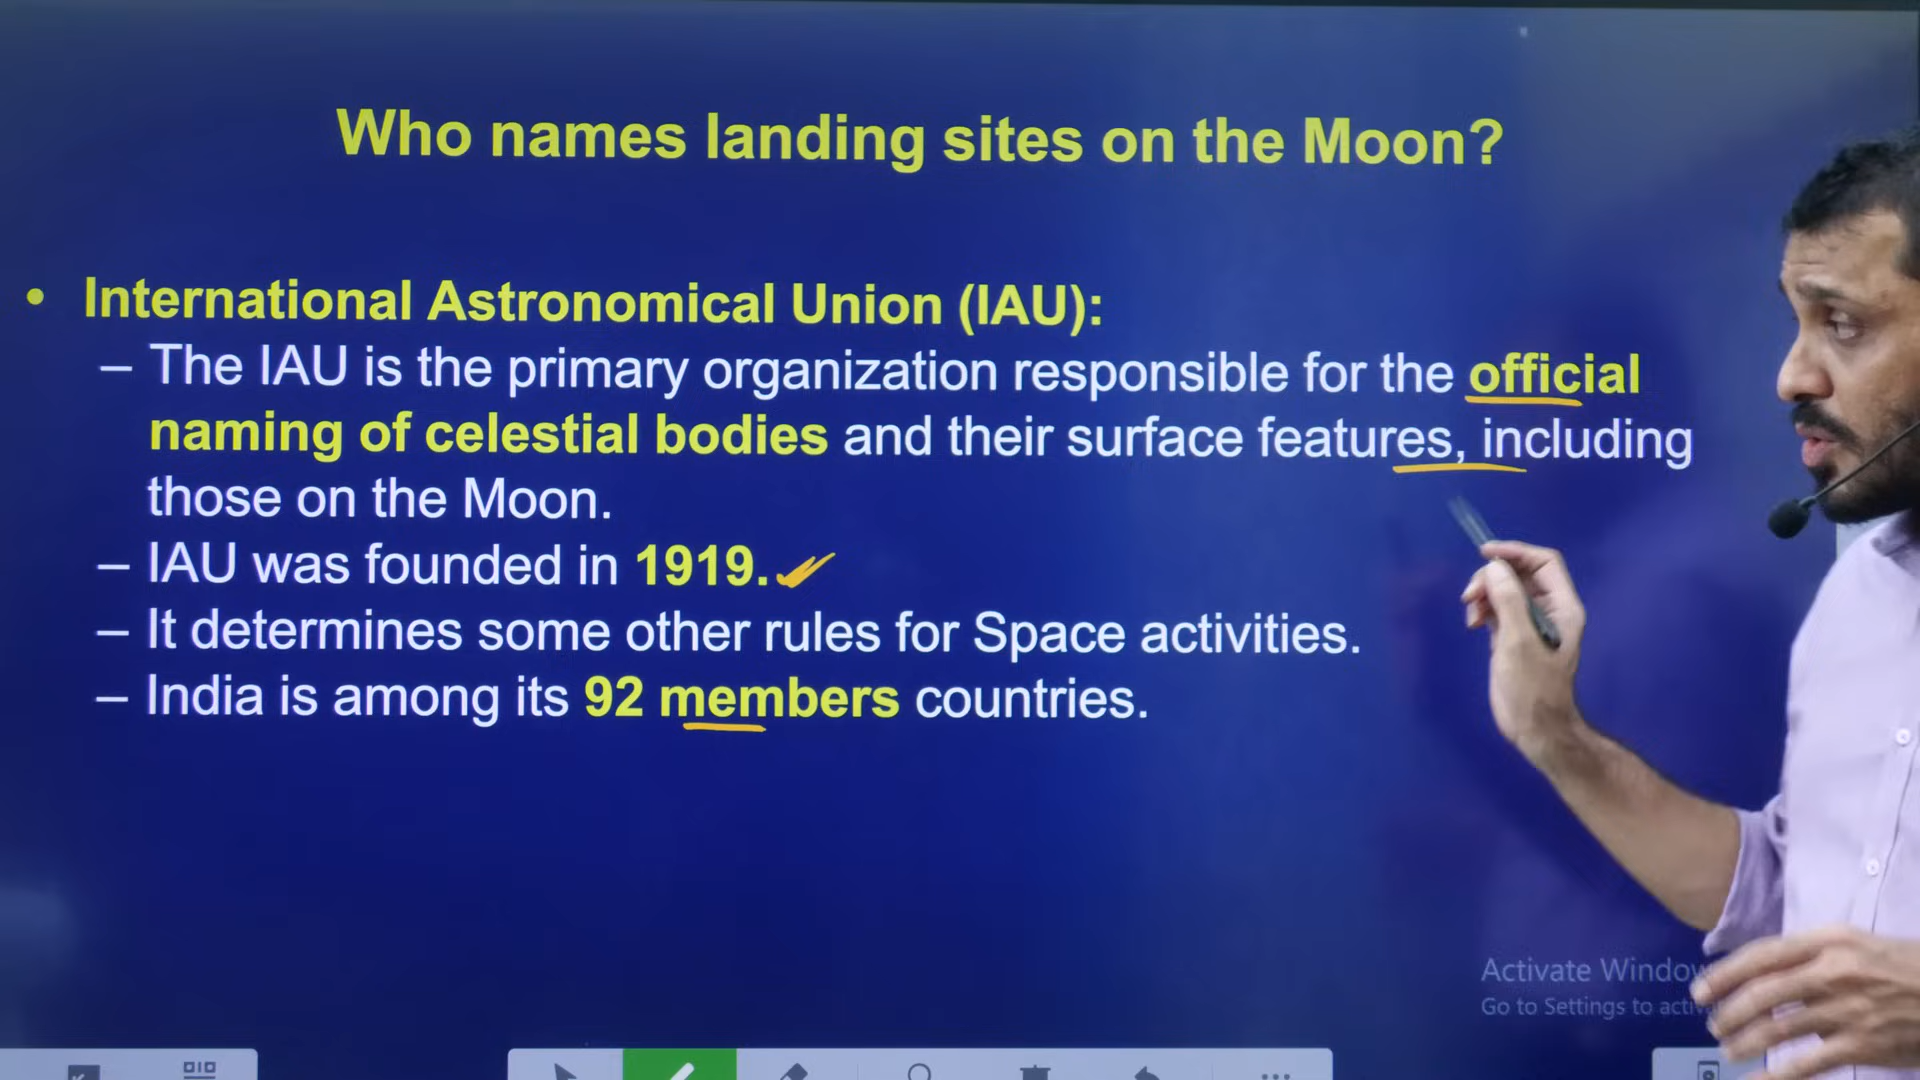 Who names landing sites on the Moon?
• International Astronomical Union (IAU):
– The IAU is the primary organization responsible for the official
naming of celestial bodies and their surface features, including
those on the Moon.
– IAU was founded in 1919.
– It determines some other rules for Space activities.
– India is among its 92 members countries.
Activate Window
Go to Settings to activ